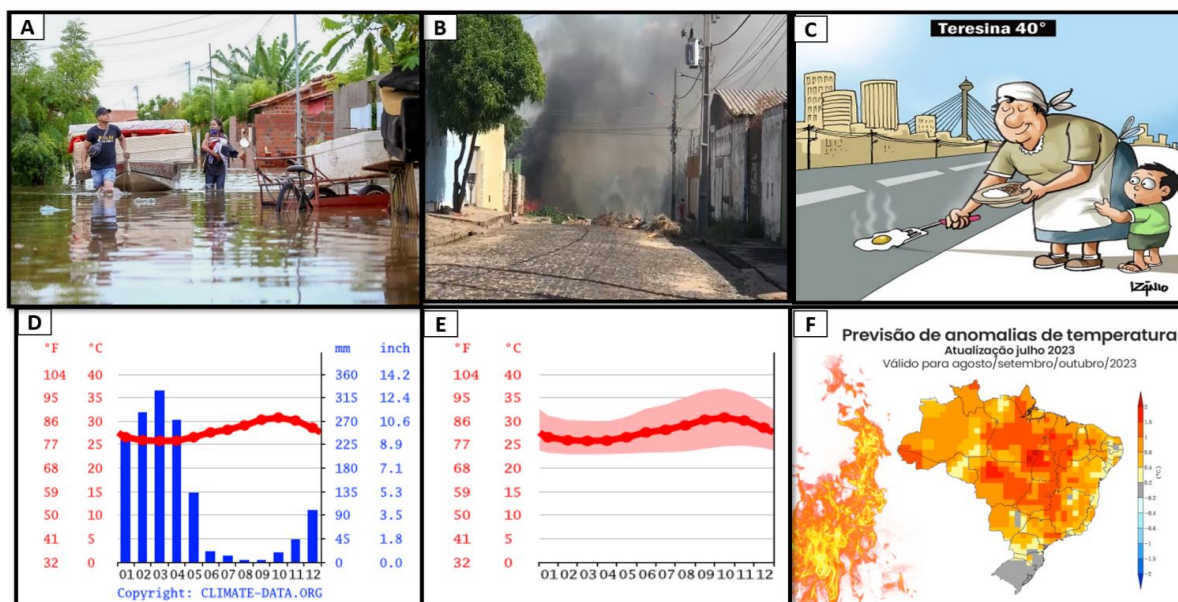 A
B
C
Teresina 40°
IZÂNIO
D
°F °C mm inch
104 40 360 14.2
95 35 315 12.4
86 30 270 10.6
77 25 225 8.9
68 20 180 7.1
59 15 135 5.3
50 10 90 3.5
41 5 45 1.8
32 0 0 0.0
01 02 03 04 05 06 07 08 09 10 11 12
Copyright: CLIMATE-DATA.ORG
E
°F °C
104 40
95 35
86 30
77 25
68 20
59 15
50 10
41 5
32 0
01 02 03 04 05 06 07 08 09 10 11 12
F
Previsão de anomalias de temperatura
Atualização julho 2023
Válido para agosto/setembro/outubro/2023
(°C)